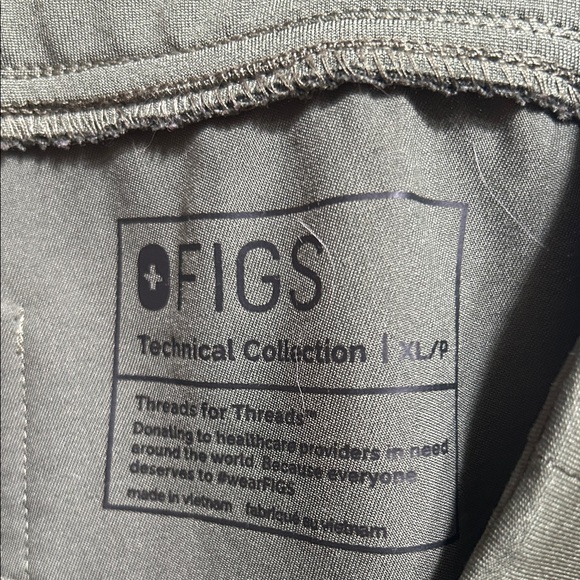 FIGS
Technical Collection | XL/P
Threads for Threads™
Donating to healthcare providers in need
around the world. Because everyone
deserves to #wearFIGS
made in vietnam fabriqué au vietnam